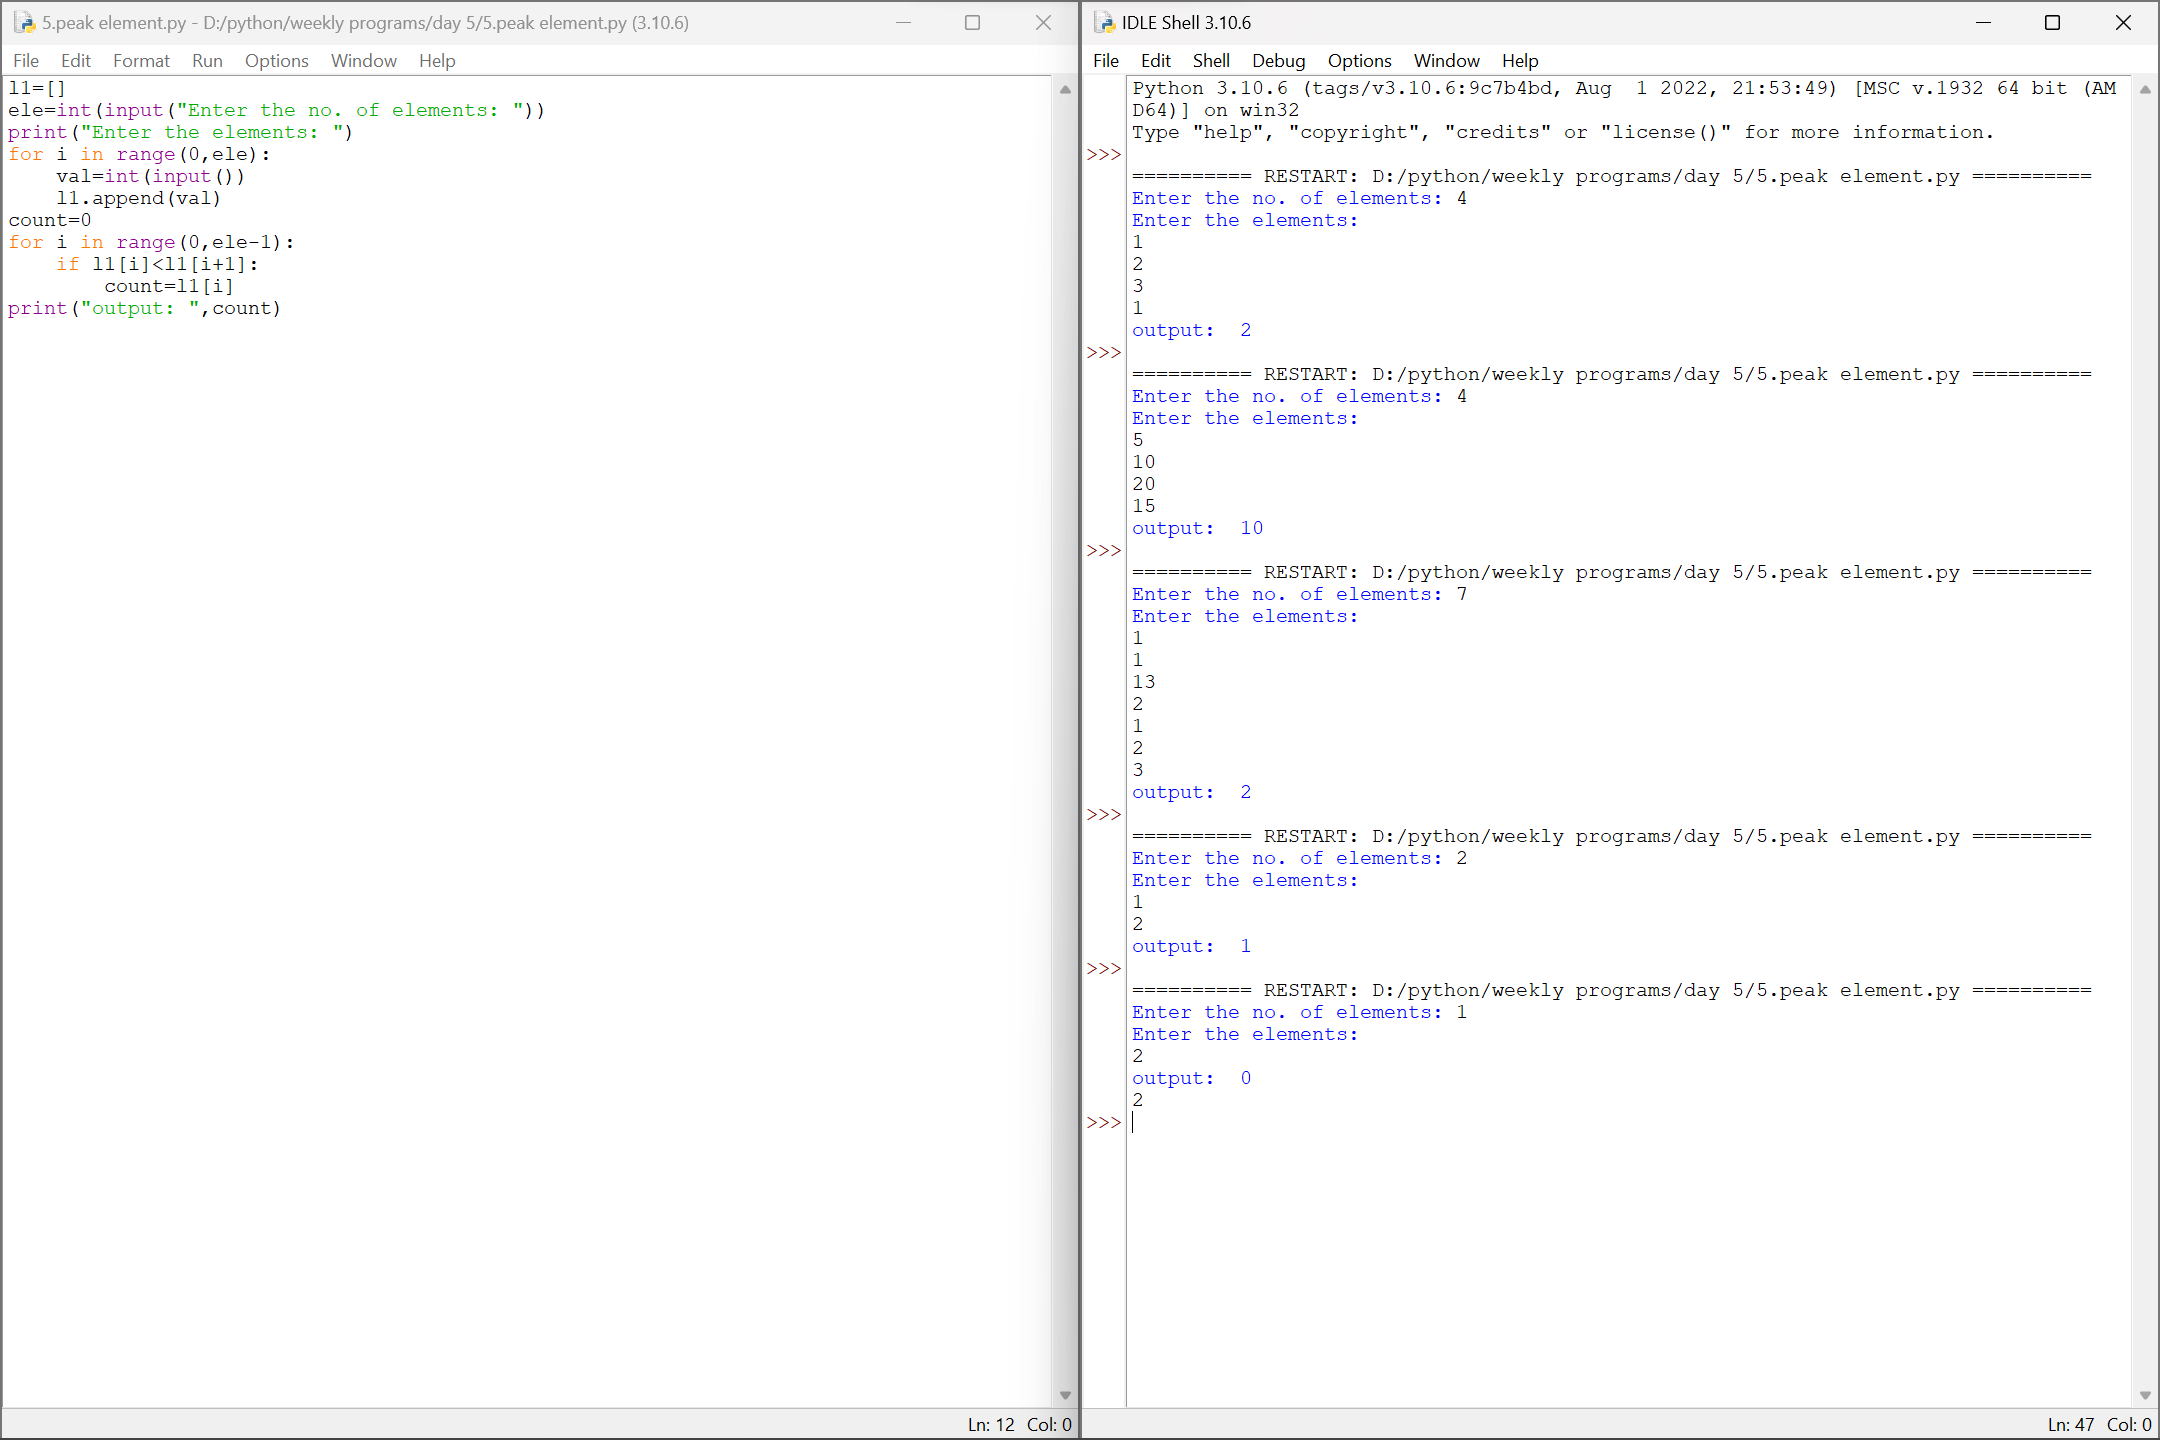 5.peak element.py - D:/python/weekly programs/day 5/5.peak element.py (3.10.6)
File Edit Format Run Options Window Help
l1=[]
ele=int(input("Enter the no. of elements: "))
print("Enter the elements: ")
for i in range(0,ele):
    val=int(input())
    l1.append(val)
count=0
for i in range(0,ele-1):
    if l1[i]<l1[i+1]:
        count=l1[i]
print("output: ",count)
Ln: 12 Col: 0
IDLE Shell 3.10.6
File Edit Shell Debug Options Window Help
Python 3.10.6 (tags/v3.10.6:9c7b4bd, Aug  1 2022, 21:53:49) [MSC v.1932 64 bit (AM
D64)] on win32
Type "help", "copyright", "credits" or "license()" for more information.
>>>
========== RESTART: D:/python/weekly programs/day 5/5.peak element.py ==========
Enter the no. of elements: 4
Enter the elements:
1
2
3
1
output:  2
>>>
========== RESTART: D:/python/weekly programs/day 5/5.peak element.py ==========
Enter the no. of elements: 4
Enter the elements:
5
10
20
15
output:  10
>>>
========== RESTART: D:/python/weekly programs/day 5/5.peak element.py ==========
Enter the no. of elements: 7
Enter the elements:
1
1
13
2
1
2
3
output:  2
>>>
========== RESTART: D:/python/weekly programs/day 5/5.peak element.py ==========
Enter the no. of elements: 2
Enter the elements:
1
2
output:  1
>>>
========== RESTART: D:/python/weekly programs/day 5/5.peak element.py ==========
Enter the no. of elements: 1
Enter the elements:
2
output:  0
2
>>>
Ln: 47 Col: 0